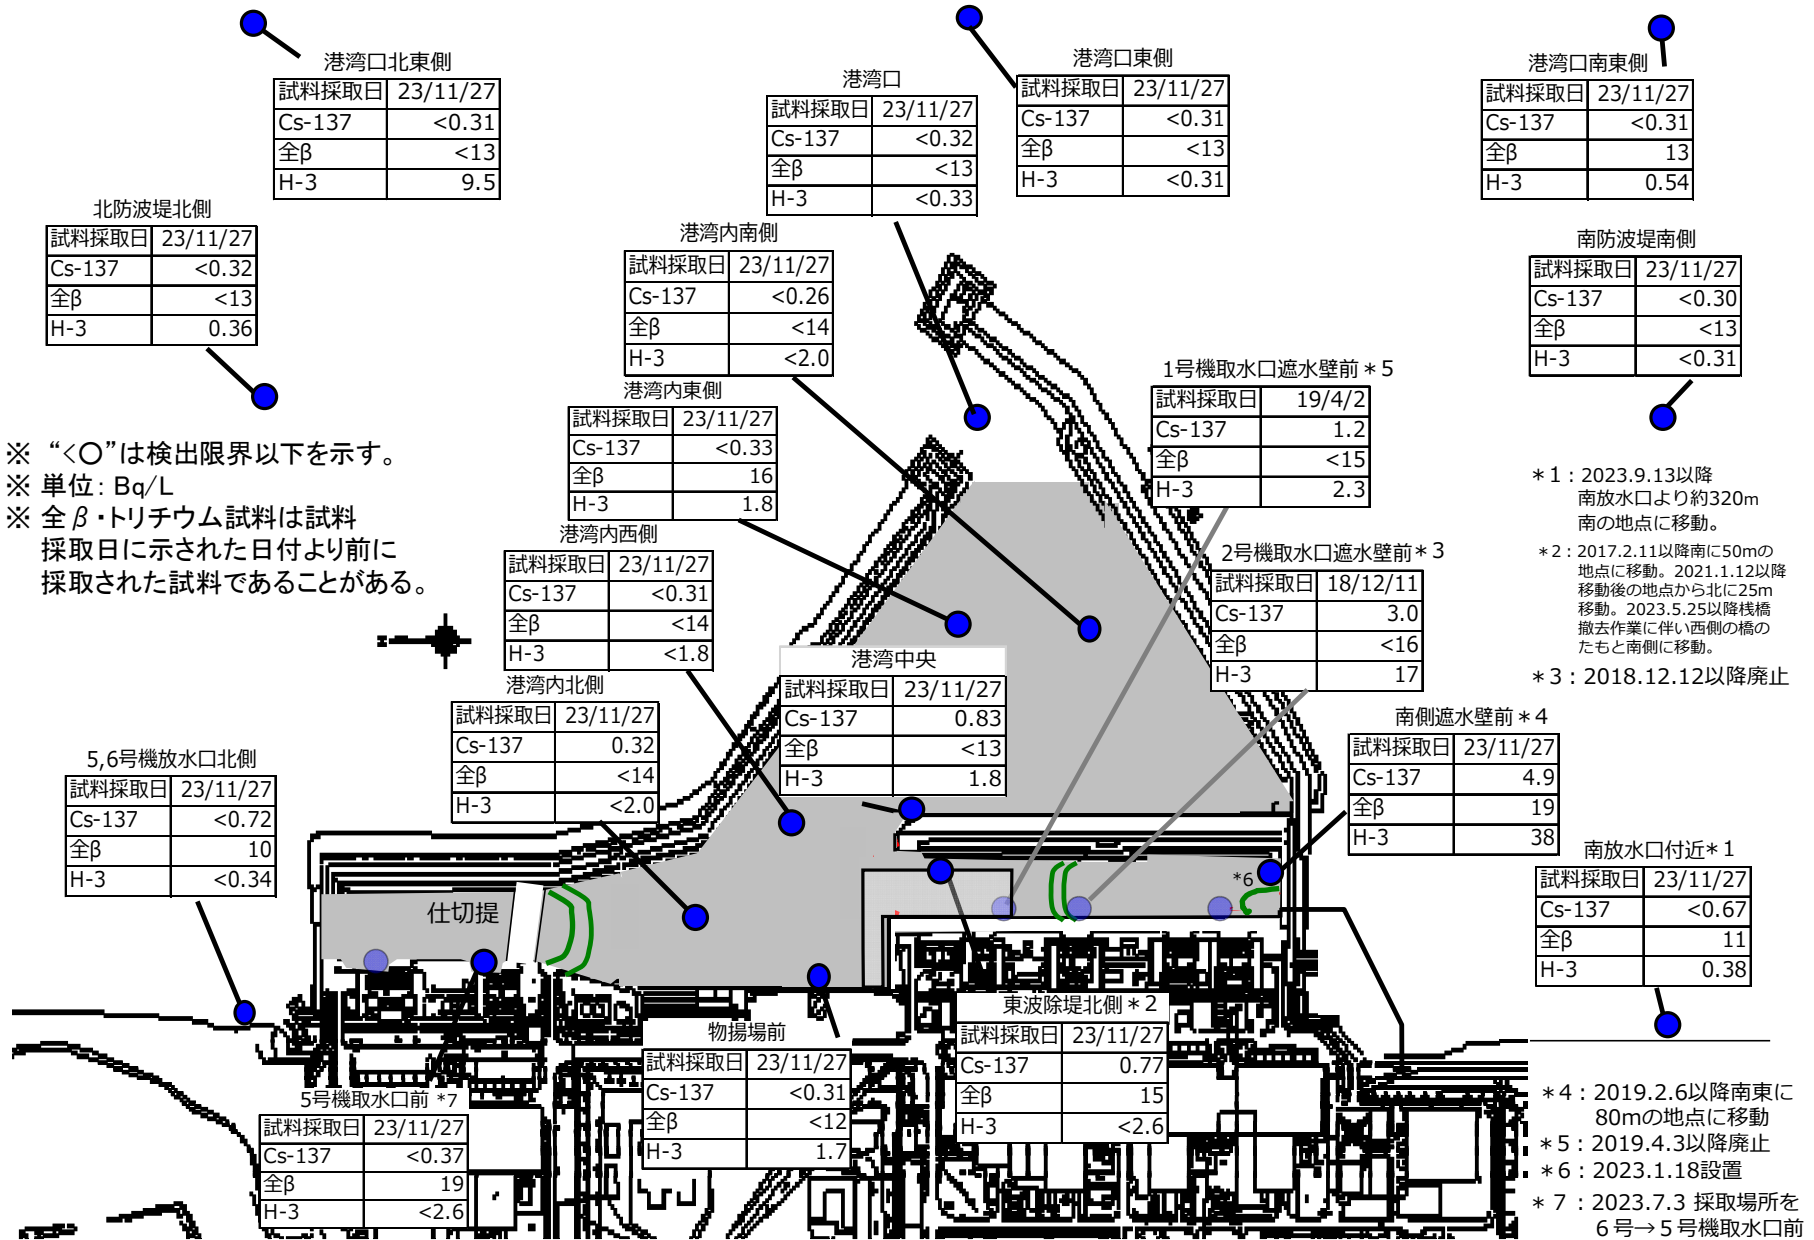 港湾口北東側
試料採取日 23/11/27
Cs-137 <0.31
全β <13
H-3 9.5
港湾口
試料採取日 23/11/27
Cs-137 <0.32
全β <13
H-3 <0.33
港湾口東側
試料採取日 23/11/27
Cs-137 <0.31
全β <13
H-3 <0.31
港湾口南東側
試料採取日 23/11/27
Cs-137 <0.31
全β 13
H-3 0.54
北防波堤北側
試料採取日 23/11/27
Cs-137 <0.32
全β <13
H-3 0.36
港湾内南側
試料採取日 23/11/27
Cs-137 <0.26
全β <14
H-3 <2.0
南防波堤南側
試料採取日 23/11/27
Cs-137 <0.30
全β <13
H-3 <0.31
港湾内東側
試料採取日 23/11/27
Cs-137 <0.33
全β 16
H-3 1.8
1号機取水口遮水壁前＊5
試料採取日 19/4/2
Cs-137 1.2
全β <15
H-3 2.3
※ “<○”は検出限界以下を示す。
※ 単位: Bq/L
※ 全β・トリチウム試料は試料
採取日に示された日付より前に
採取された試料であることがある。
＊1：2023.9.13以降
南放水口より約320m
南の地点に移動。
＊2：2017.2.11以降南に50mの
地点に移動。2021.1.12以降
移動後の地点から北に25m
移動。2023.5.25以降桟橋
撤去作業に伴い西側の橋の
たもと南側に移動。
＊3：2018.12.12以降廃止
港湾内西側
試料採取日 23/11/27
Cs-137 <0.31
全β <14
H-3 <1.8
2号機取水口遮水壁前＊3
試料採取日 18/12/11
Cs-137 3.0
全β <16
H-3 17
N
港湾中央
試料採取日 23/11/27
Cs-137 0.83
全β <13
H-3 1.8
港湾内北側
試料採取日 23/11/27
Cs-137 0.32
全β <14
H-3 <2.0
南側遮水壁前＊4
試料採取日 23/11/27
Cs-137 4.9
全β 19
H-3 38
5,6号機放水口北側
試料採取日 23/11/27
Cs-137 <0.72
全β 10
H-3 <0.34
南放水口付近＊1
試料採取日 23/11/27
Cs-137 <0.67
全β 11
H-3 0.38
仕切堤
*6
東波除堤北側＊2
試料採取日 23/11/27
Cs-137 0.77
全β 15
H-3 <2.6
物揚場前
試料採取日 23/11/27
Cs-137 <0.31
全β <12
H-3 1.7
5号機取水口前 *7
試料採取日 23/11/27
Cs-137 <0.37
全β 19
H-3 <2.6
＊4：2019.2.6以降南東に
80mの地点に移動
＊5：2019.4.3以降廃止
＊6：2023.1.18設置
＊7：2023.7.3 採取場所を
6号→5号機取水口前